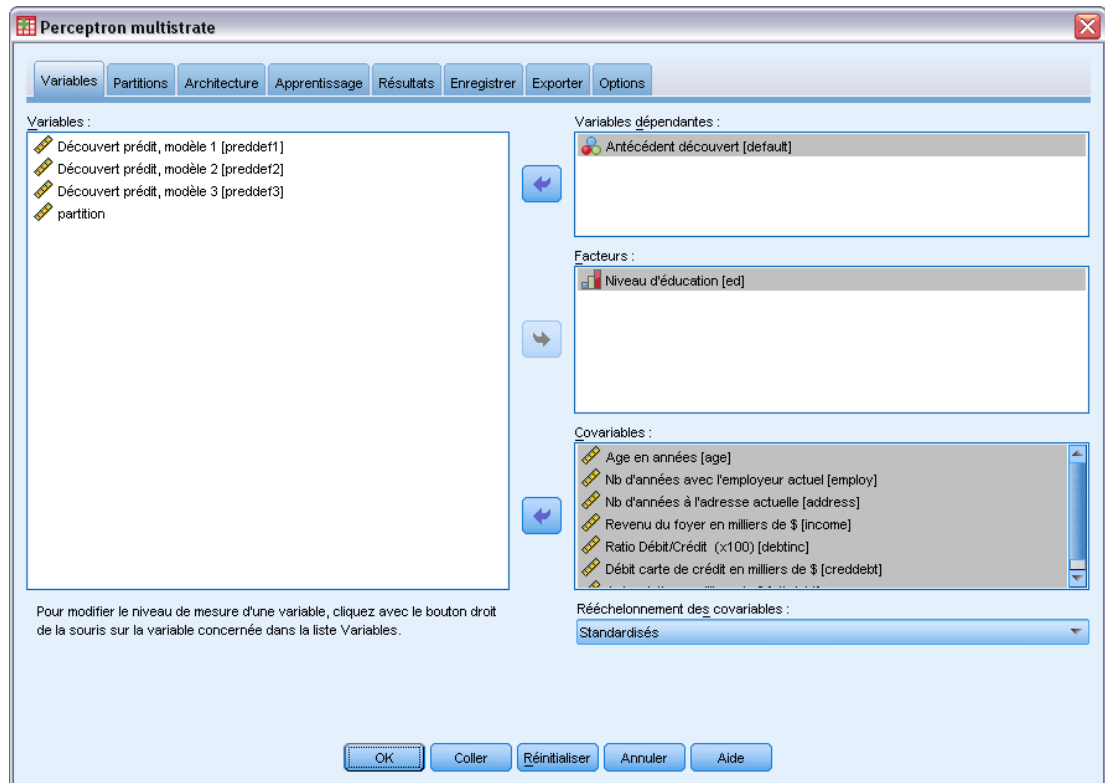 Perceptron multistrate
Variables Partitions Architecture Apprentissage Résultats Enregistrer Exporter Options
Variables :
Découvert prédit, modèle 1 [preddef1]
Découvert prédit, modèle 2 [preddef2]
Découvert prédit, modèle 3 [preddef3]
partition
Variables dépendantes :
Antécédent découvert [default]
Facteurs :
Niveau d'éducation [ed]
Covariables :
Age en années [age]
Nb d'années avec l'employeur actuel [employ]
Nb d'années à l'adresse actuelle [address]
Revenu du foyer en milliers de $ [income]
Ratio Débit/Crédit (x100) [debtinc]
Débit carte de crédit en milliers de $ [creddebt]
Pour modifier le niveau de mesure d'une variable, cliquez avec le bouton droit
de la souris sur la variable concernée dans la liste Variables.
Rééchelonnement des covariables :
Standardisés
OK Coller Réinitialiser Annuler Aide